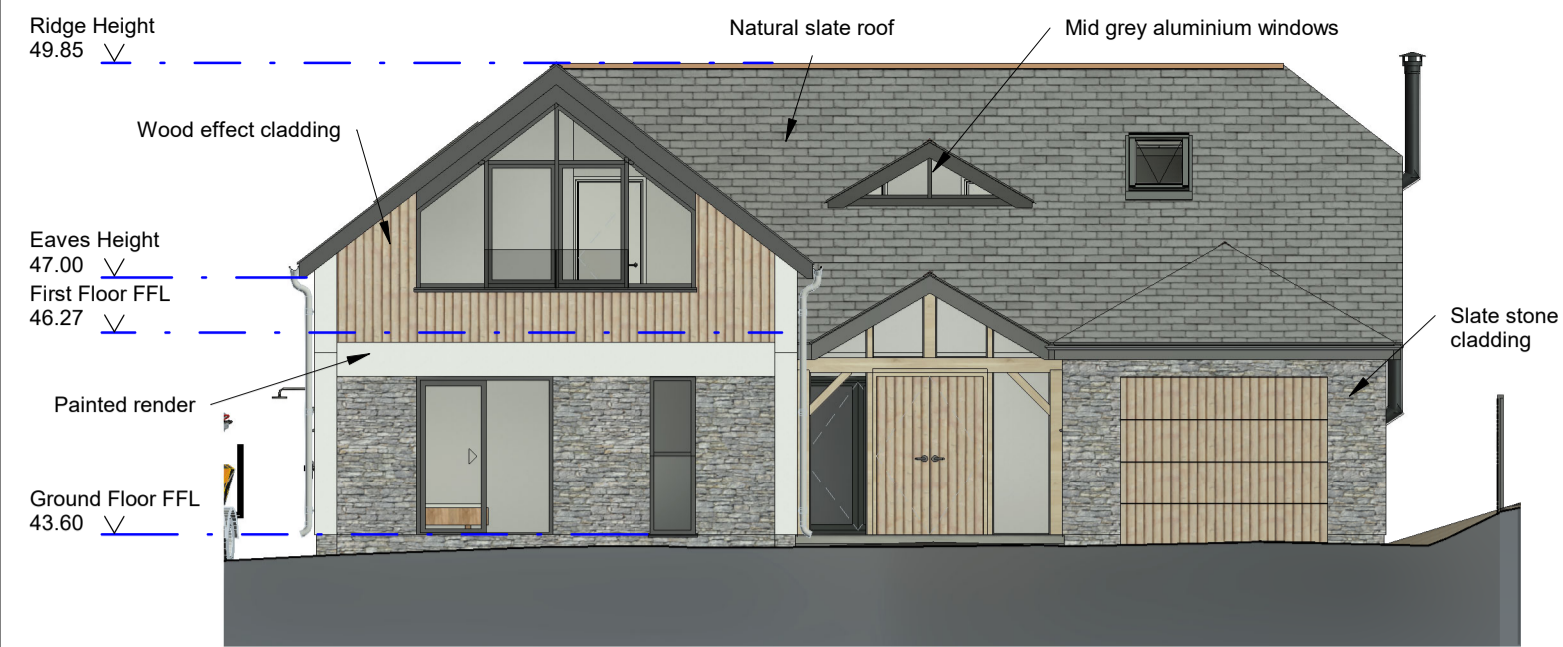 Ridge Height
49.85
Natural slate roof
Mid grey aluminium windows
Wood effect cladding
Eaves Height
47.00
First Floor FFL
46.27
Slate stone
cladding
Painted render
Ground Floor FFL
43.60